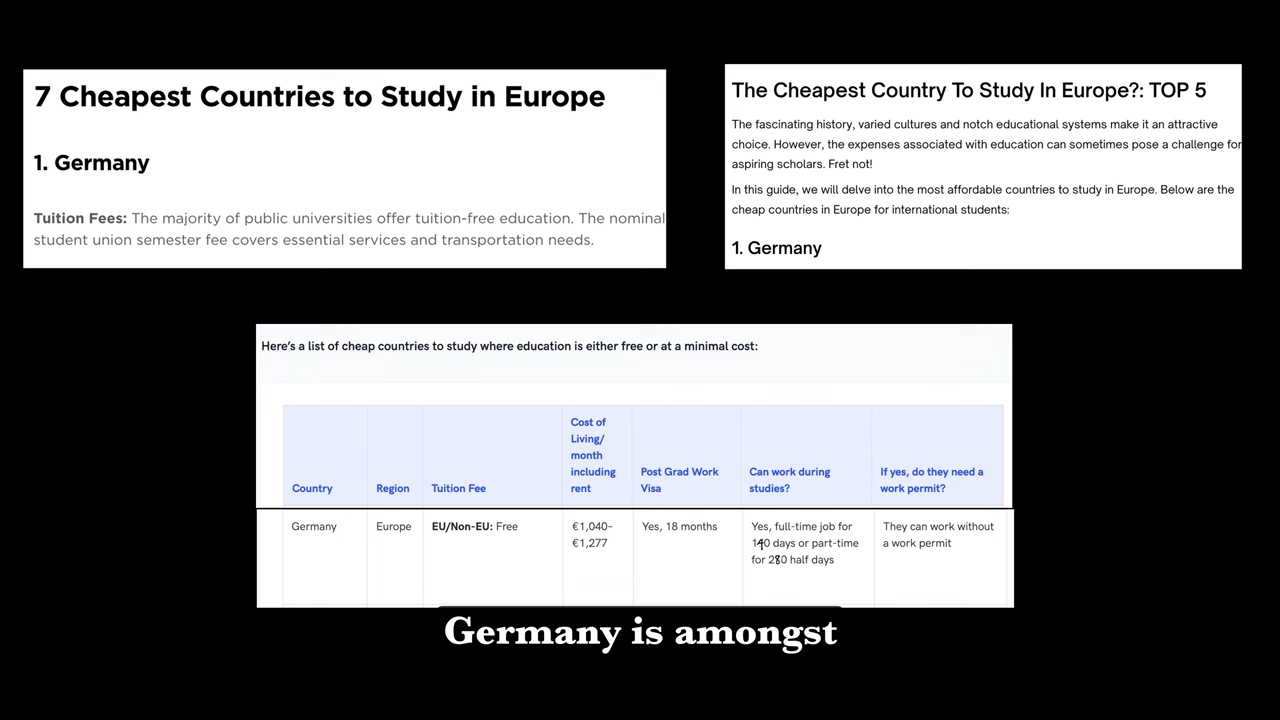 7 Cheapest Countries to Study in Europe
1. Germany
Tuition Fees: The majority of public universities offer tuition-free education. The nominal
student union semester fee covers essential services and transportation needs.
The Cheapest Country To Study In Europe?: TOP 5
The fascinating history, varied cultures and notch educational systems make it an attractive
choice. However, the expenses associated with education can sometimes pose a challenge for
aspiring scholars. Fret not!
In this guide, we will delve into the most affordable countries to study in Europe. Below are the
cheap countries in Europe for international students:
1. Germany
Here's a list of cheap countries to study where education is either free or at a minimal cost:
Country
Region
Tuition Fee
Cost of
Living/
month
including
rent
Post Grad Work
Visa
Can work during
studies?
If yes, do they need a
work permit?
Germany
Europe
EU/Non-EU: Free
€1,040–
€1,277
Yes, 18 months
Yes, full-time job for
140 days or part-time
for 280 half days
They can work without
a work permit
Germany is amongst